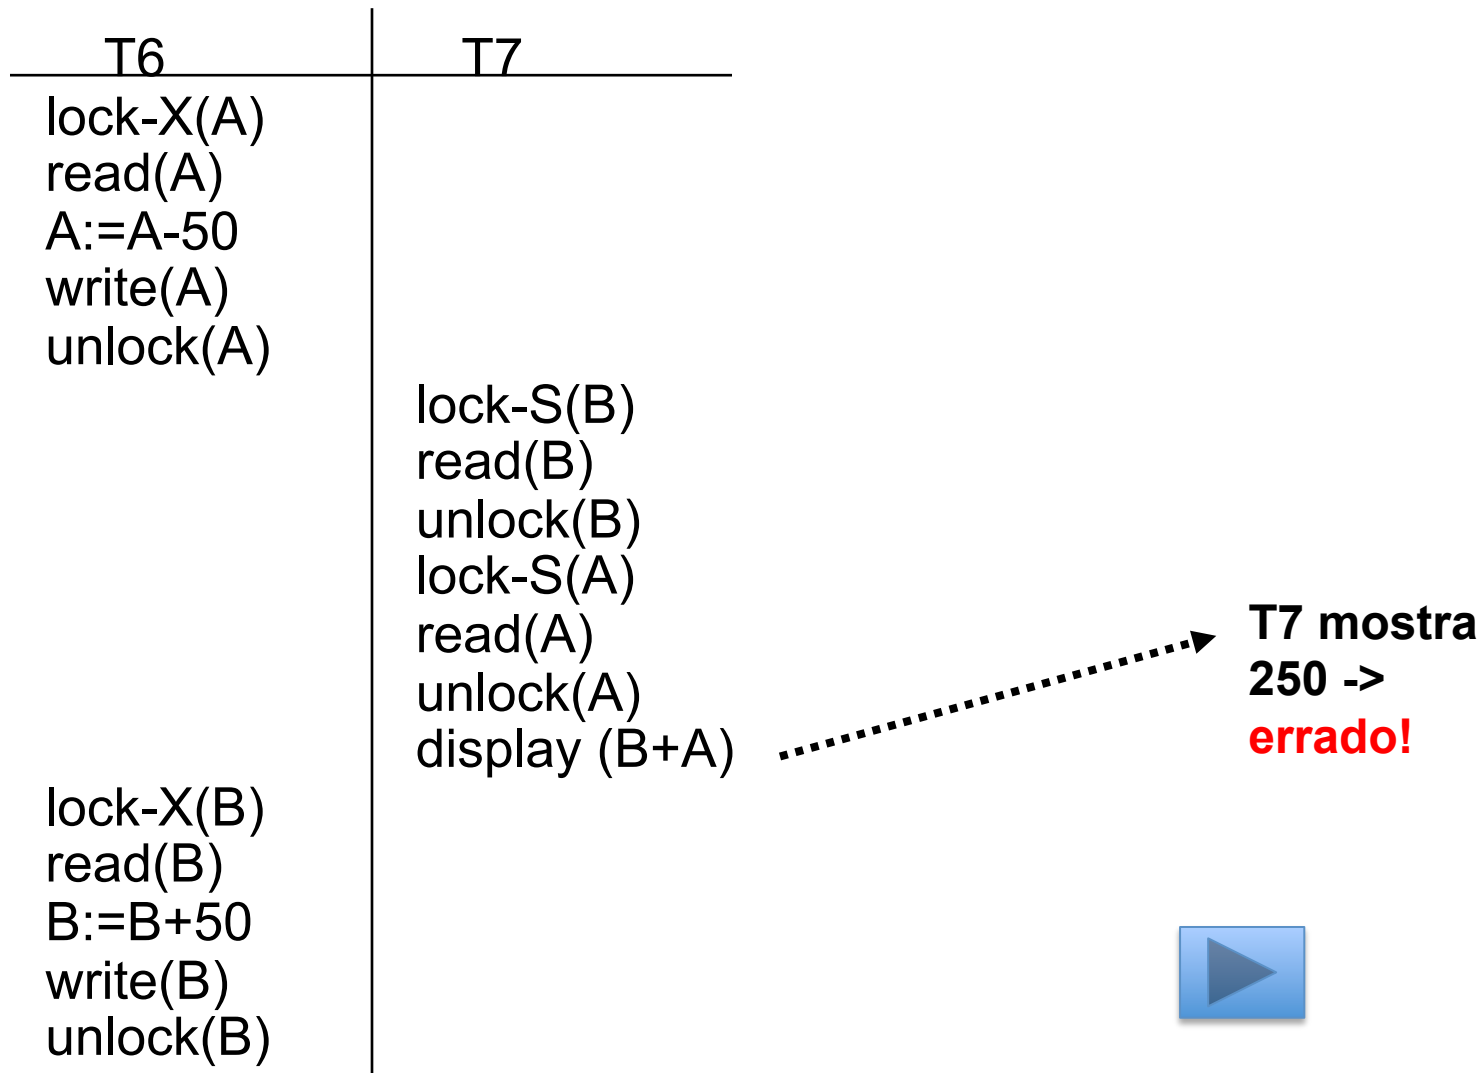 T6 T7
lock-X(A)
read(A)
A:=A-50
write(A)
unlock(A)
lock-S(B)
read(B)
unlock(B)
lock-S(A)
read(A)
unlock(A)
display (B+A)
T7 mostra
250 ->
errado!
lock-X(B)
read(B)
B:=B+50
write(B)
unlock(B)